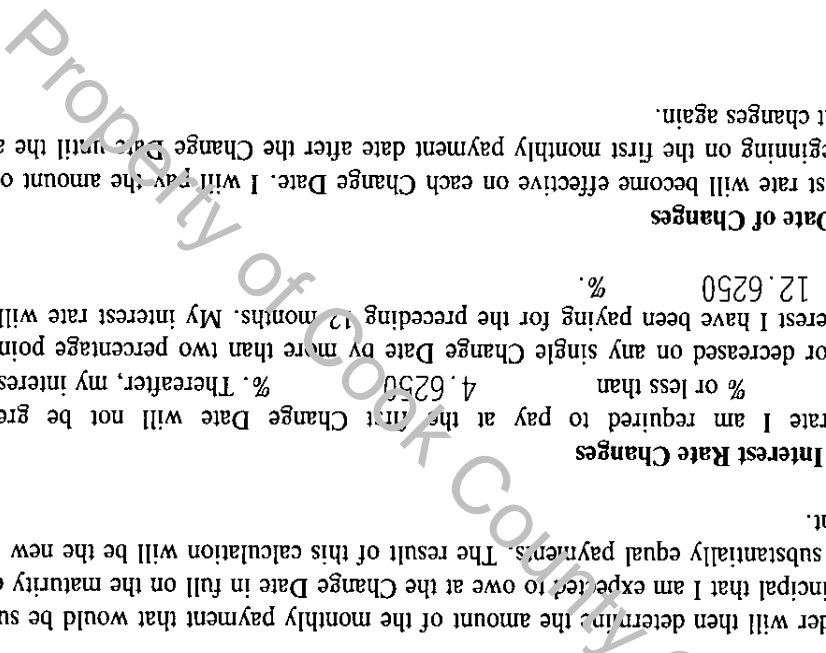 der will then determine the amount of the monthly payment that would be su
incipal that I am expected to owe at the Change Date in full on the maturity
substantially equal payments. The result of this calculation will be the new
nt.
Interest Rate Changes
rate I am required to pay at the first Change Date will not be gre
% or less than 4.6250 %. Thereafter, my interes
or decreased on any single Change Date by more than two percentage poin
erest I have been paying for the preceding 12 months. My interest rate will
12.6250 %.
Date of Changes
st rate will become effective on each Change Date. I will pay the amount o
eginning on the first monthly payment date after the Change Date until the a
t changes again.
Property of Cook County